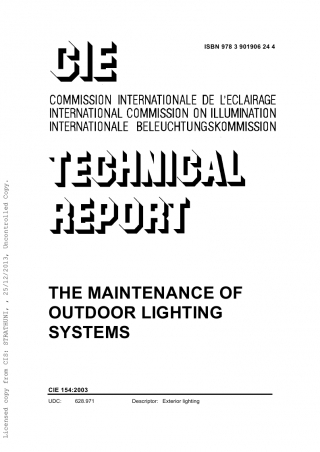 ISBN 978 3 901906 24 4
CIE
COMMISSION INTERNATIONALE DE L'ECLAIRAGE
INTERNATIONAL COMMISSION ON ILLUMINATION
INTERNATIONALE BELEUCHTUNGSKOMMISSION
TECHNICAL
REPORT
THE MAINTENANCE OF
OUTDOOR LIGHTING
SYSTEMS
CIE 154:2003
UDC: 628.971 Descriptor: Exterior lighting
Licensed copy from CIS: STRATHUNI, , 25/12/2013, Uncontrolled Copy.